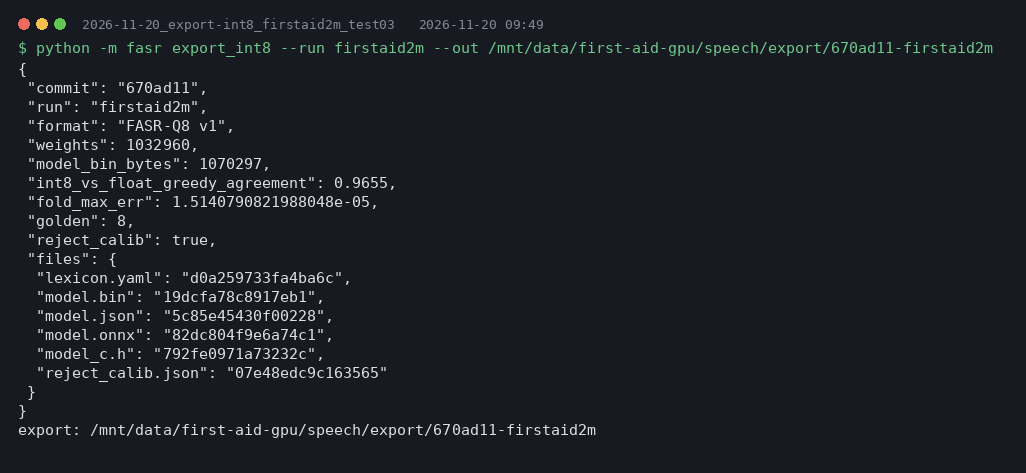 2026-11-20_export-int8_firstaid2m_test03   2026-11-20 09:49
$ python -m fasr export_int8 --run firstaid2m --out /mnt/data/first-aid-gpu/speech/export/670ad11-firstaid2m
{
 "commit": "670ad11",
 "run": "firstaid2m",
 "format": "FASR-Q8 v1",
 "weights": 1032960,
 "model_bin_bytes": 1070297,
 "int8_vs_float_greedy_agreement": 0.9655,
 "fold_max_err": 1.5140790821988048e-05,
 "golden": 8,
 "reject_calib": true,
 "files": {
  "lexicon.yaml": "d0a259733fa4ba6c",
  "model.bin": "19dcfa78c8917eb1",
  "model.json": "5c85e45430f00228",
  "model.onnx": "82dc804f9e6a74c1",
  "model_c.h": "792fe0971a73232c",
  "reject_calib.json": "07e48edc9c163565"
 }
}
export: /mnt/data/first-aid-gpu/speech/export/670ad11-firstaid2m